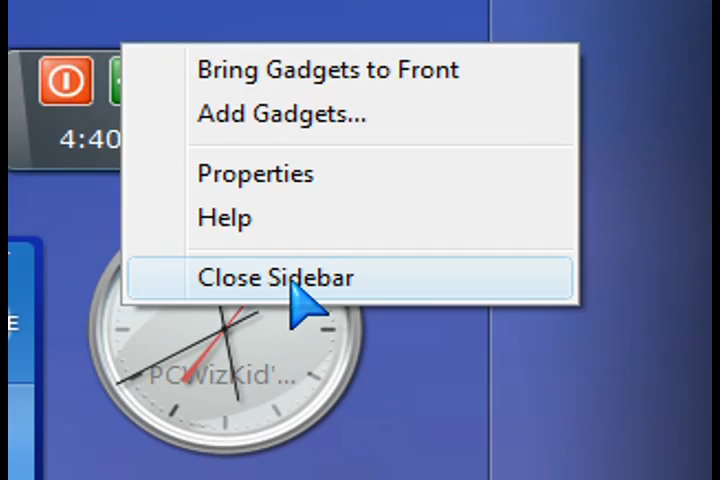 Bring Gadgets to Front
Add Gadgets...
4:40
Properties
Help
Close Sidebar
E
PCWizKid'...